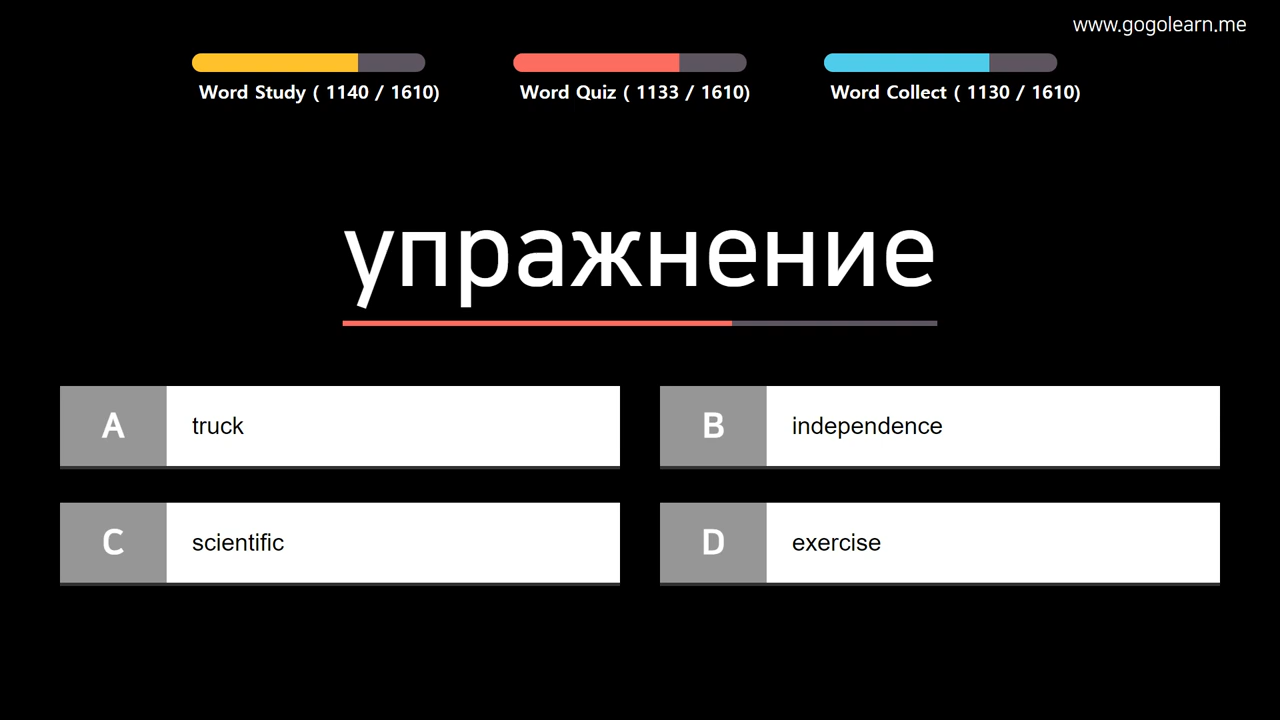 www.gogolearn.me
Word Study ( 1140 / 1610)
Word Quiz ( 1133 / 1610)
Word Collect ( 1130 / 1610)
упражнение
A truck
B independence
C scientific
D exercise